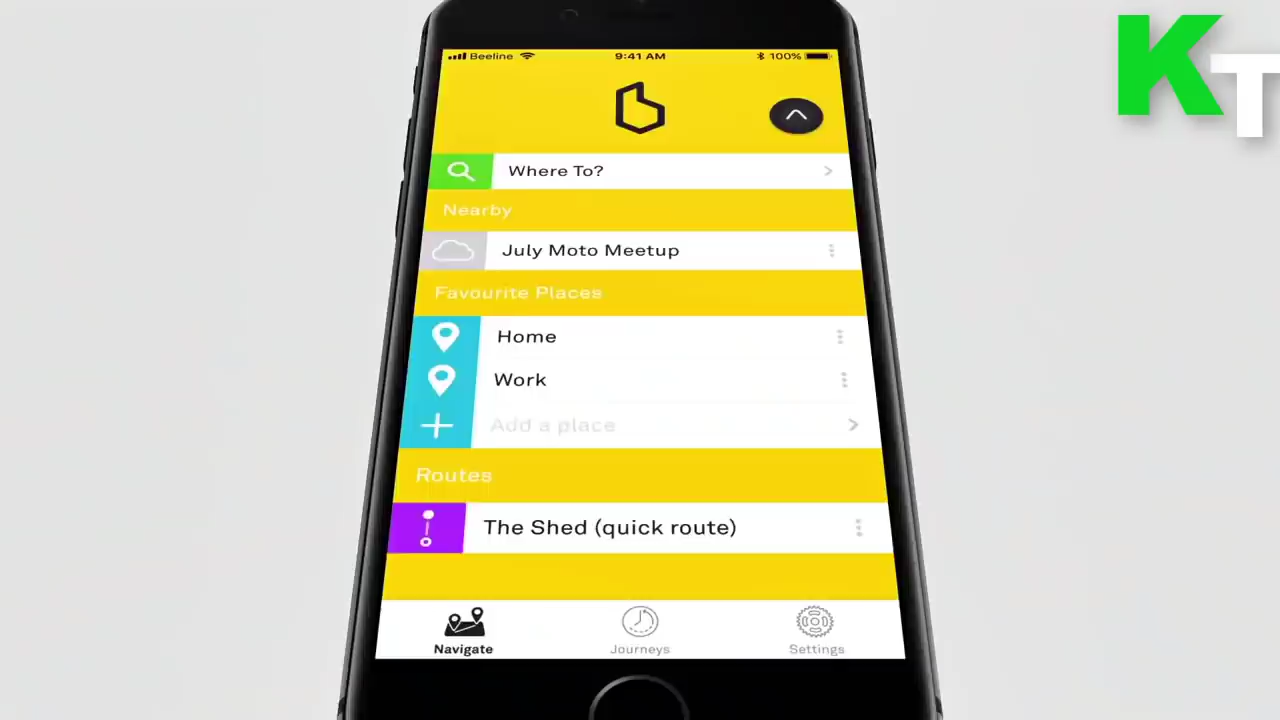 Beeline 9:41 AM 100%
KT
Where To?
Nearby
July Moto Meetup
Favourite Places
Home
Work
Add a place
Routes
The Shed (quick route)
Navigate Journeys Settings